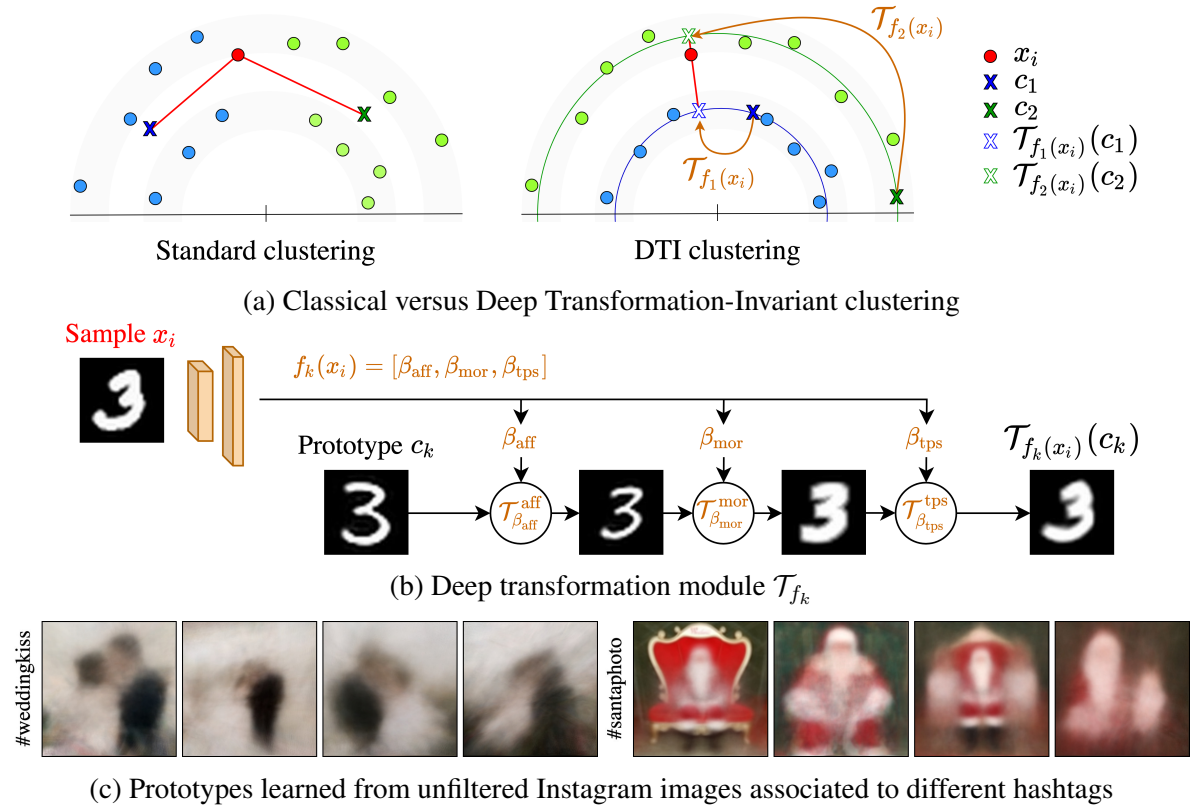 𝒯_{f_2(x_i)}
x_i
c_1
c_2
𝒯_{f_1(x_i)}(c_1)
𝒯_{f_2(x_i)}(c_2)
𝒯_{f_1(x_i)}
Standard clustering
DTI clustering
(a) Classical versus Deep Transformation-Invariant clustering
Sample x_i
f_k(x_i) = [β_aff, β_mor, β_tps]
Prototype c_k
β_aff
β_mor
β_tps
𝒯_{f_k(x_i)}(c_k)
𝒯^aff_{β_aff}
𝒯^mor_{β_mor}
𝒯^tps_{β_tps}
(b) Deep transformation module 𝒯_{f_k}
#weddingkiss
#santaphoto
(c) Prototypes learned from unfiltered Instagram images associated to different hashtags